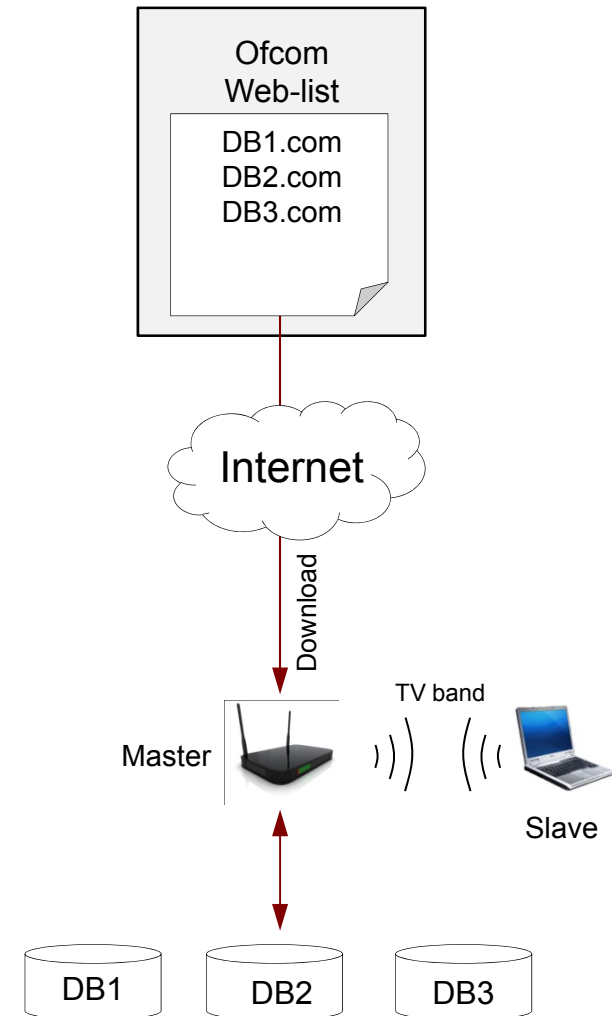 Ofcom
Web-list
DB1.com
DB2.com
DB3.com
Internet
Download
TV band
Master
Slave
DB1
DB2
DB3